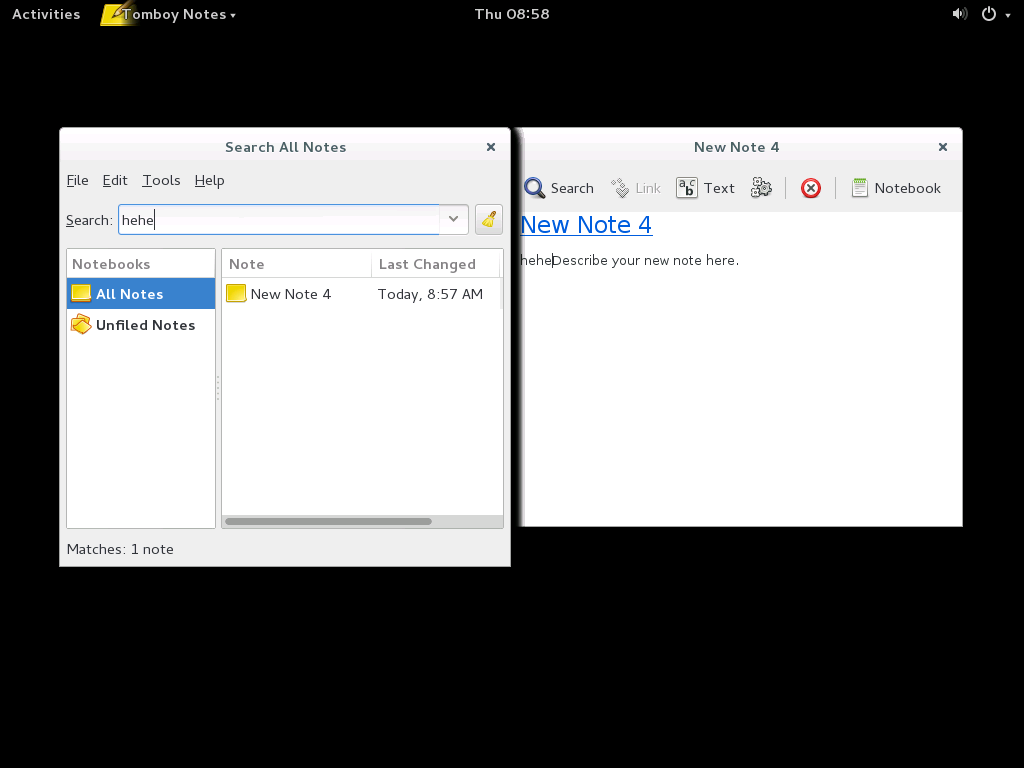 Activities Tomboy Notes Thu 08:58
Search All Notes
File Edit Tools Help
Search: hehe
Notebooks
All Notes
Unfiled Notes
Note Last Changed
New Note 4 Today, 8:57 AM
Matches: 1 note
New Note 4
Search Link Text Notebook
New Note 4
heheDescribe your new note here.